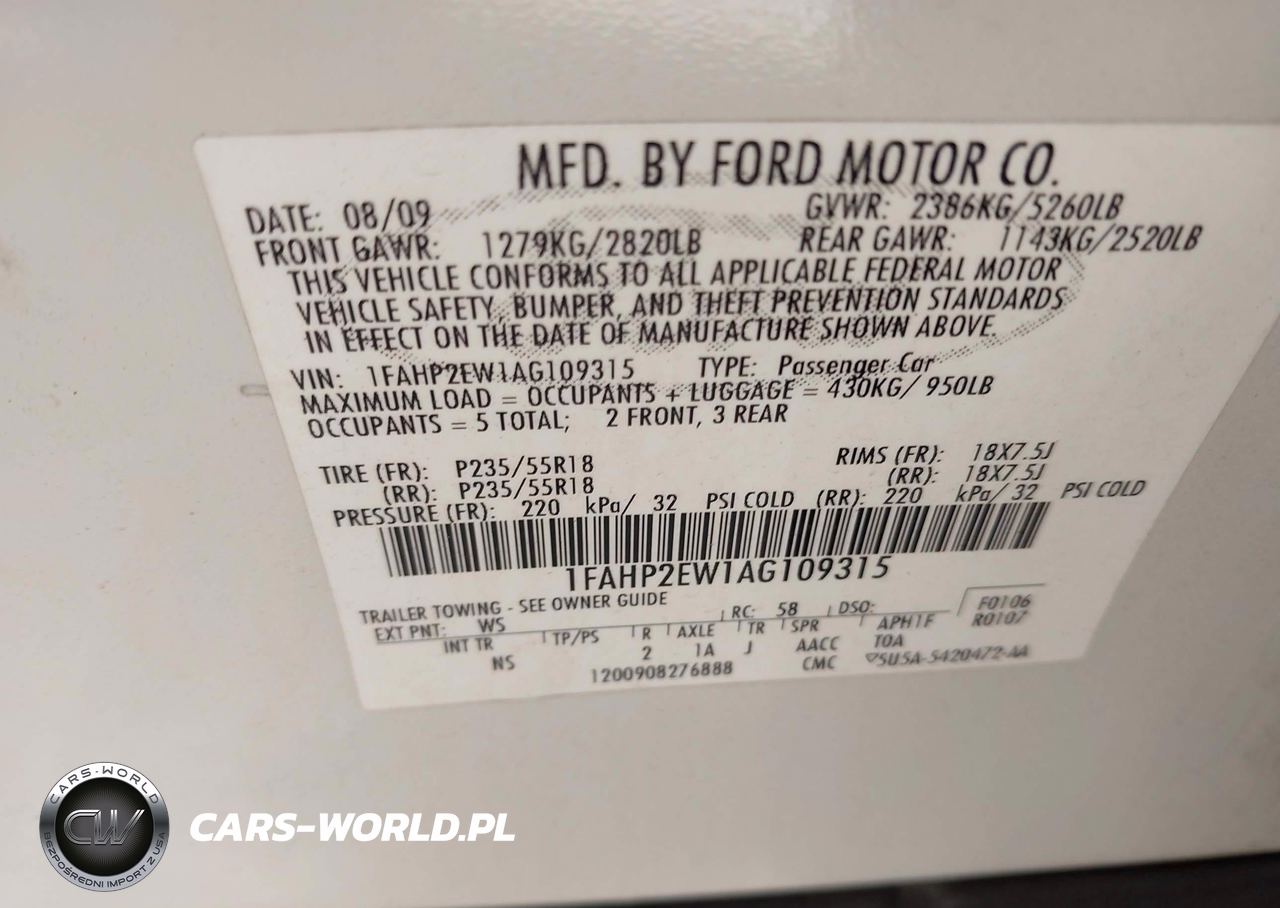 MFD. BY FORD MOTOR CO.
DATE: 08/09 GVWR: 2386KG/5260LB
FRONT GAWR: 1279KG/2820LB REAR GAWR: 1143KG/2520LB
THIS VEHICLE CONFORMS TO ALL APPLICABLE FEDERAL MOTOR
VEHICLE SAFETY, BUMPER, AND THEFT PREVENTION STANDARDS
IN EFFECT ON THE DATE OF MANUFACTURE SHOWN ABOVE.
VIN: 1FAHP2EW1AG109315 TYPE: Passenger Car
MAXIMUM LOAD = OCCUPANTS + LUGGAGE = 430KG/ 950LB
OCCUPANTS = 5 TOTAL; 2 FRONT, 3 REAR
TIRE (FR): P235/55R18 RIMS (FR): 18X7.5J
(RR): P235/55R18 (RR): 18X7.5J
PRESSURE (FR): 220 kPa/ 32 PSI COLD (RR): 220 kPa/ 32 PSI COLD
1FAHP2EW1AG109315
TRAILER TOWING - SEE OWNER GUIDE
EXT PNT: WS RC: 58 DSO: F0106
R0107
INT TR TP/PS R AXLE TR SPR APH1F
NS 2 1A J AACC TOA
1200908276888 CMC 5U5A-5420472-AA
CARS-WORLD
CW
BEZPOŚREDNI IMPORT Z USA
CARS-WORLD.PL